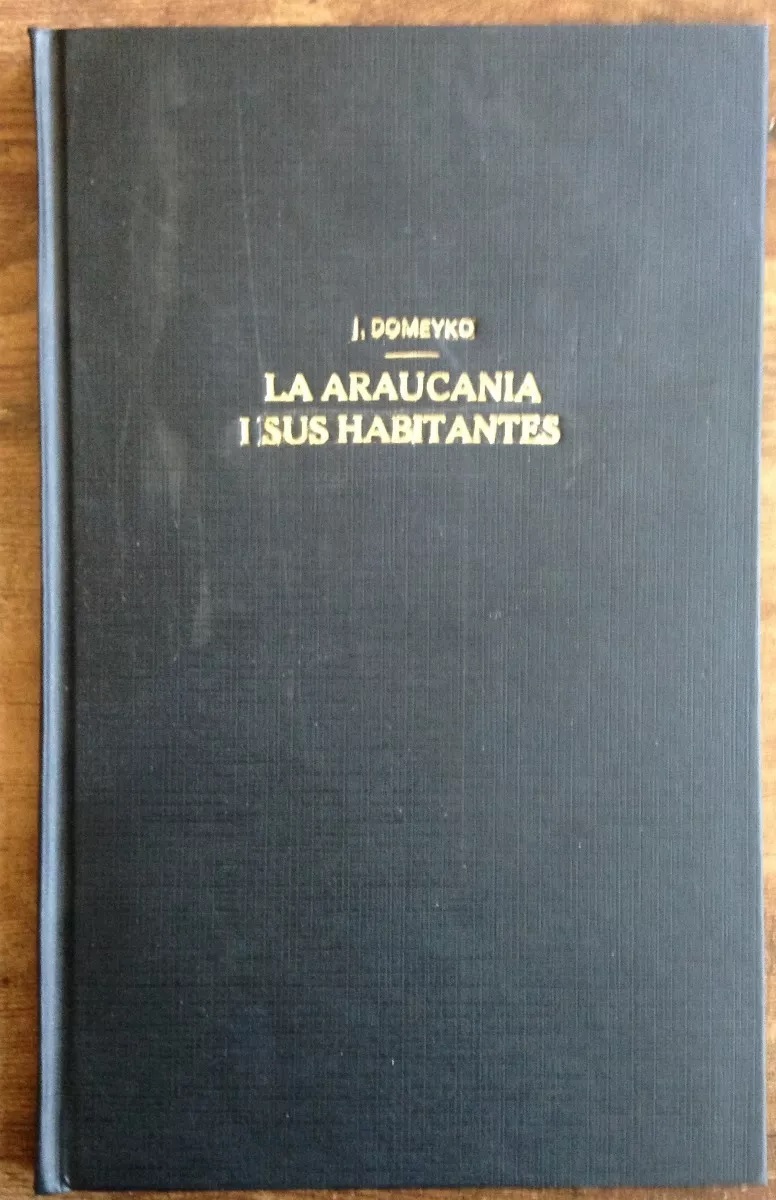 J. DOMEYKO
LA ARAUCANIA
I SUS HABITANTES